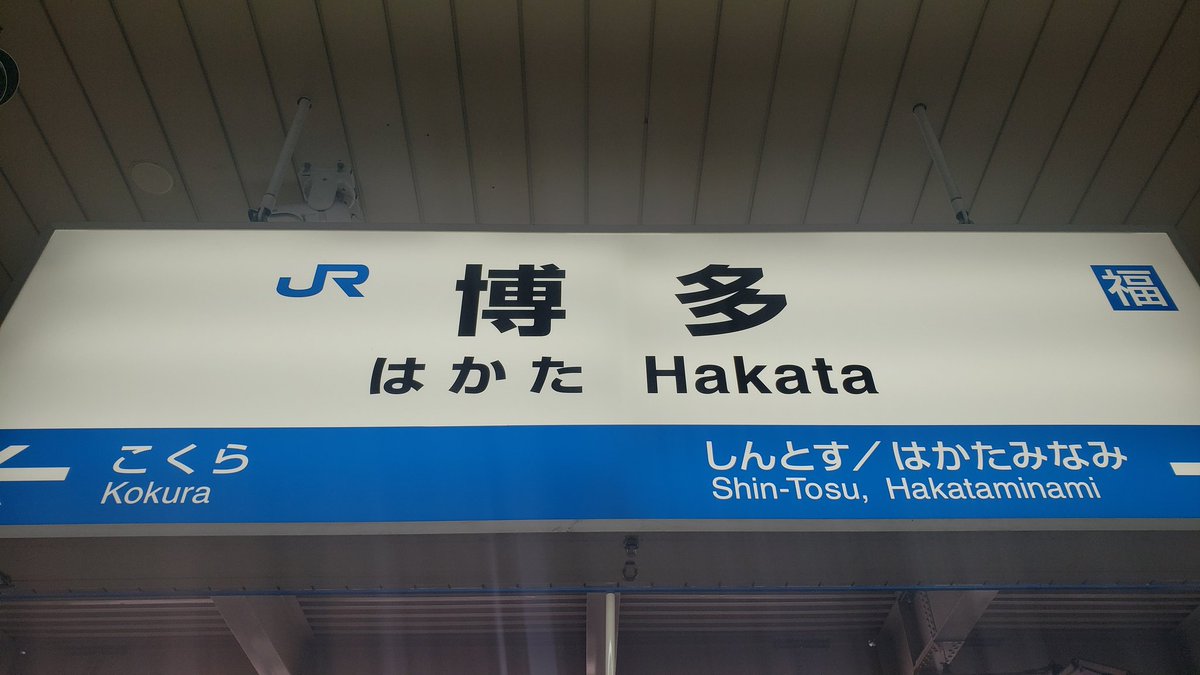 JR 博多 福
はかた Hakata
こくら しんとす/はかたみなみ
Kokura Shin-Tosu, Hakataminami